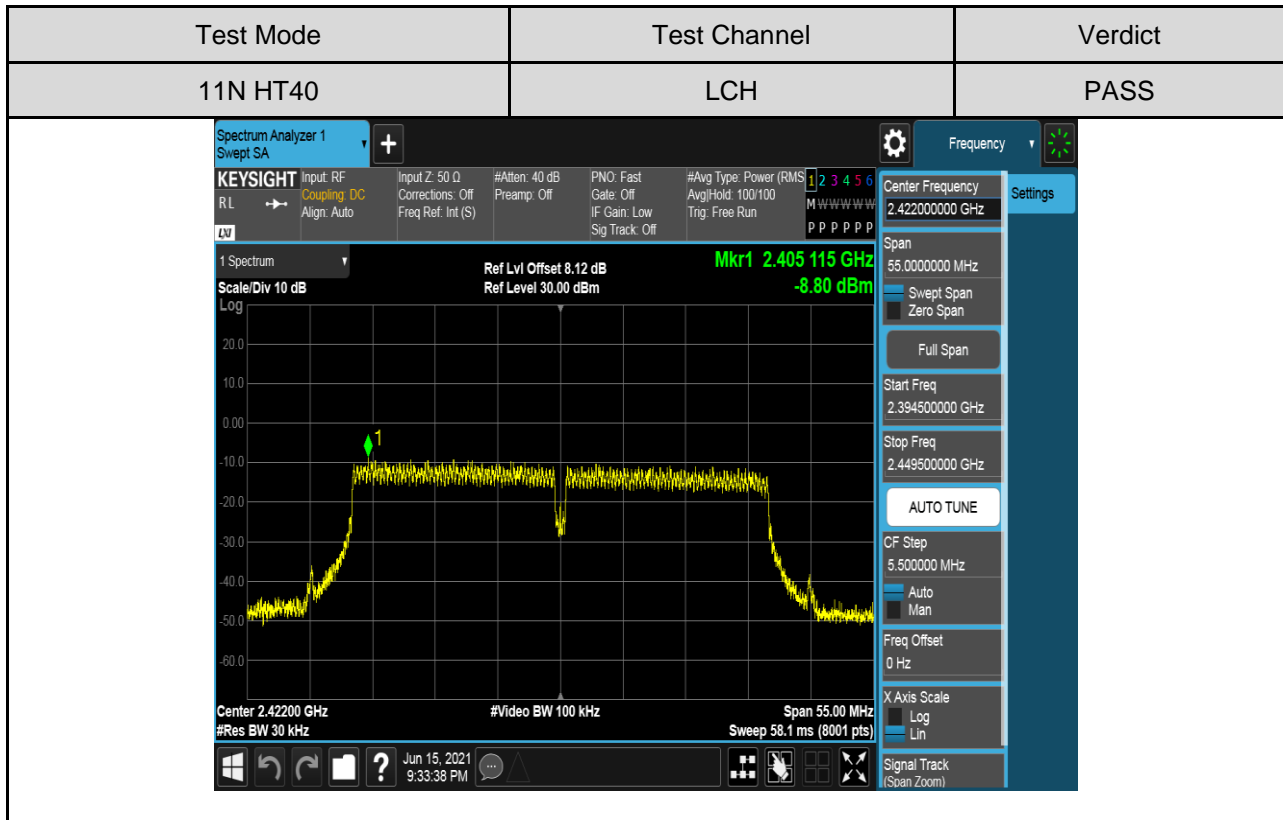 Test Mode Test Channel Verdict
11N HT40 LCH PASS
Spectrum Analyzer 1
Swept SA
+
Frequency
KEYSIGHT
RL
LXI
Input: RF
Coupling: DC
Align: Auto
Input Z: 50 Ω
Corrections: Off
Freq Ref: Int (S)
#Atten: 40 dB
Preamp: Off
PNO: Fast
Gate: Off
IF Gain: Low
Sig Track: Off
#Avg Type: Power (RMS
Avg|Hold: 100/100
Trig: Free Run
1 2 3 4 5 6
M W W W W W
P P P P P P
1 Spectrum
Scale/Div 10 dB
Ref Lvl Offset 8.12 dB
Ref Level 30.00 dBm
Mkr1 2.405 115 GHz
-8.80 dBm
Log
20.0
10.0
0.00
-10.0
-20.0
-30.0
-40.0
-50.0
-60.0
1
Center 2.42200 GHz
#Res BW 30 kHz
#Video BW 100 kHz
Span 55.00 MHz
Sweep 58.1 ms (8001 pts)
?
Jun 15, 2021
9:33:38 PM
Center Frequency
2.422000000 GHz
Settings
Span
55.0000000 MHz
Swept Span
Zero Span
Full Span
Start Freq
2.394500000 GHz
Stop Freq
2.449500000 GHz
AUTO TUNE
CF Step
5.500000 MHz
Auto
Man
Freq Offset
0 Hz
X Axis Scale
Log
Lin
Signal Track
(Span Zoom)